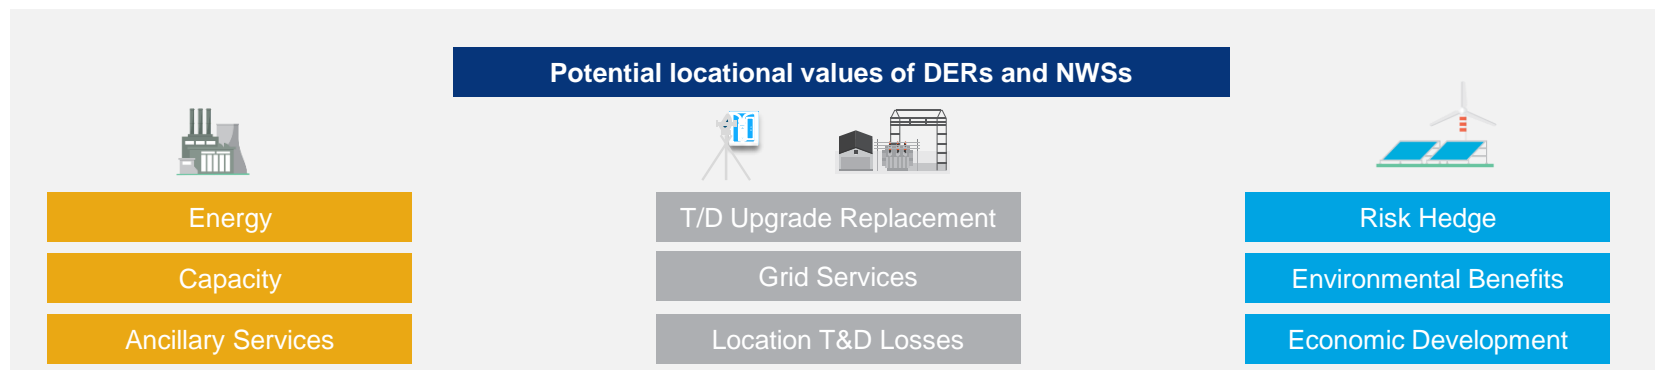 Potential locational values of DERs and NWSs
Energy
Capacity
Ancillary Services
T/D Upgrade Replacement
Grid Services
Location T&D Losses
Risk Hedge
Environmental Benefits
Economic Development